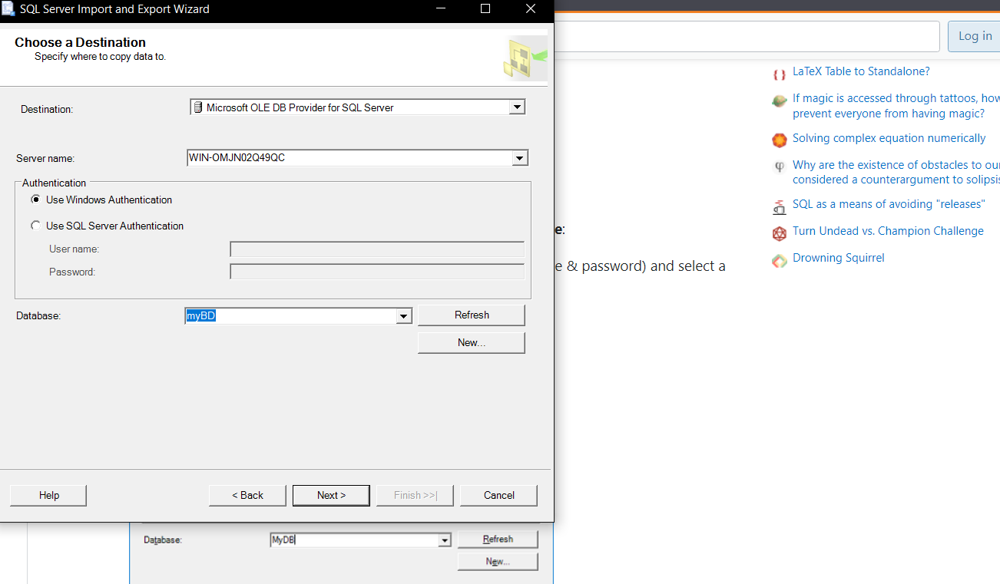 SQL Server Import and Export Wizard
Choose a Destination
Specify where to copy data to.
Destination:
Microsoft OLE DB Provider for SQL Server
Server name:
WIN-OMJN02Q49QC
Authentication
Use Windows Authentication
Use SQL Server Authentication
User name:
Password:
Database:
myBD
Refresh
New...
Help
< Back
Next >
Finish >>|
Cancel
Database:
MyDB
Refresh
New...
e:
e & password) and select a
Log in
LaTeX Table to Standalone?
If magic is accessed through tattoos, how
prevent everyone from having magic?
Solving complex equation numerically
Why are the existence of obstacles to our
considered a counterargument to solipsis
SQL as a means of avoiding "releases"
Turn Undead vs. Champion Challenge
Drowning Squirrel